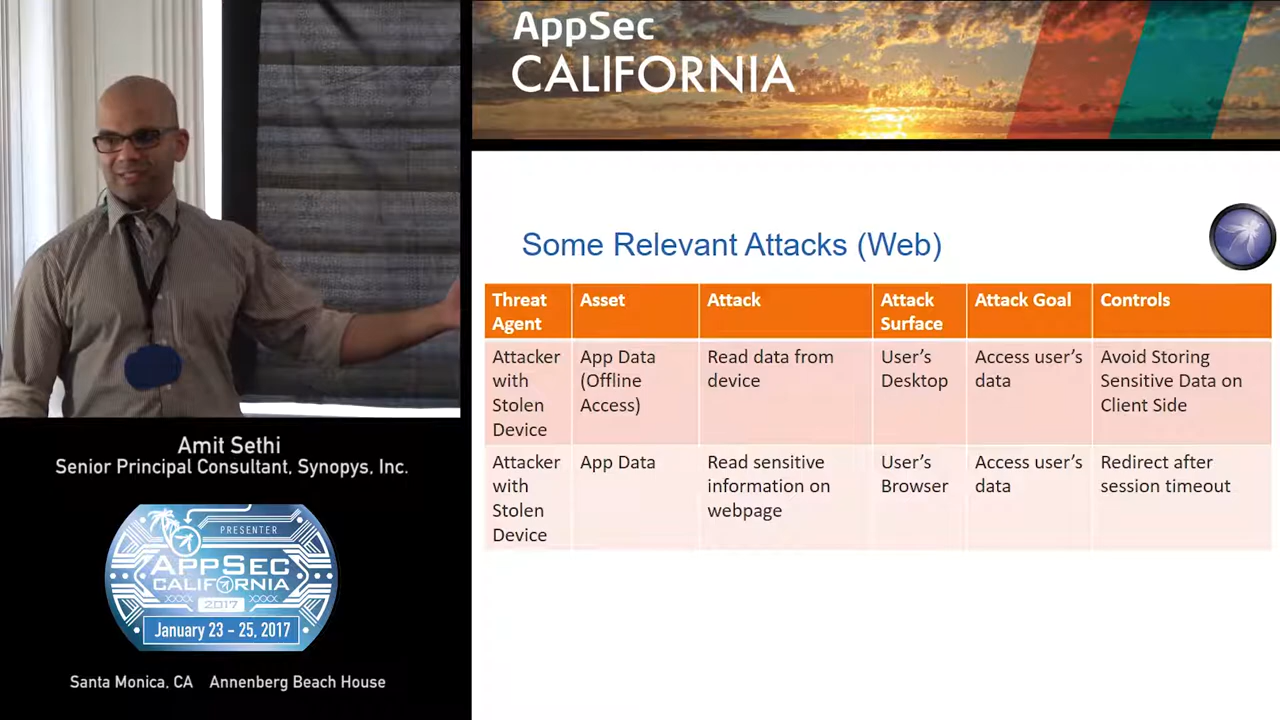 AppSec
CALIFORNIA
Some Relevant Attacks (Web)
Threat Agent
Asset
Attack
Attack Surface
Attack Goal
Controls
Attacker with Stolen Device
App Data (Offline Access)
Read data from device
User's Desktop
Access user's data
Avoid Storing Sensitive Data on Client Side
Attacker with Stolen Device
App Data
Read sensitive information on webpage
User's Browser
Access user's data
Redirect after session timeout
Amit Sethi
Senior Principal Consultant, Synopys, Inc.
PRESENTER
APPSEC
CALIFORNIA
2017
January 23 - 25, 2017
Santa Monica, CA Annenberg Beach House